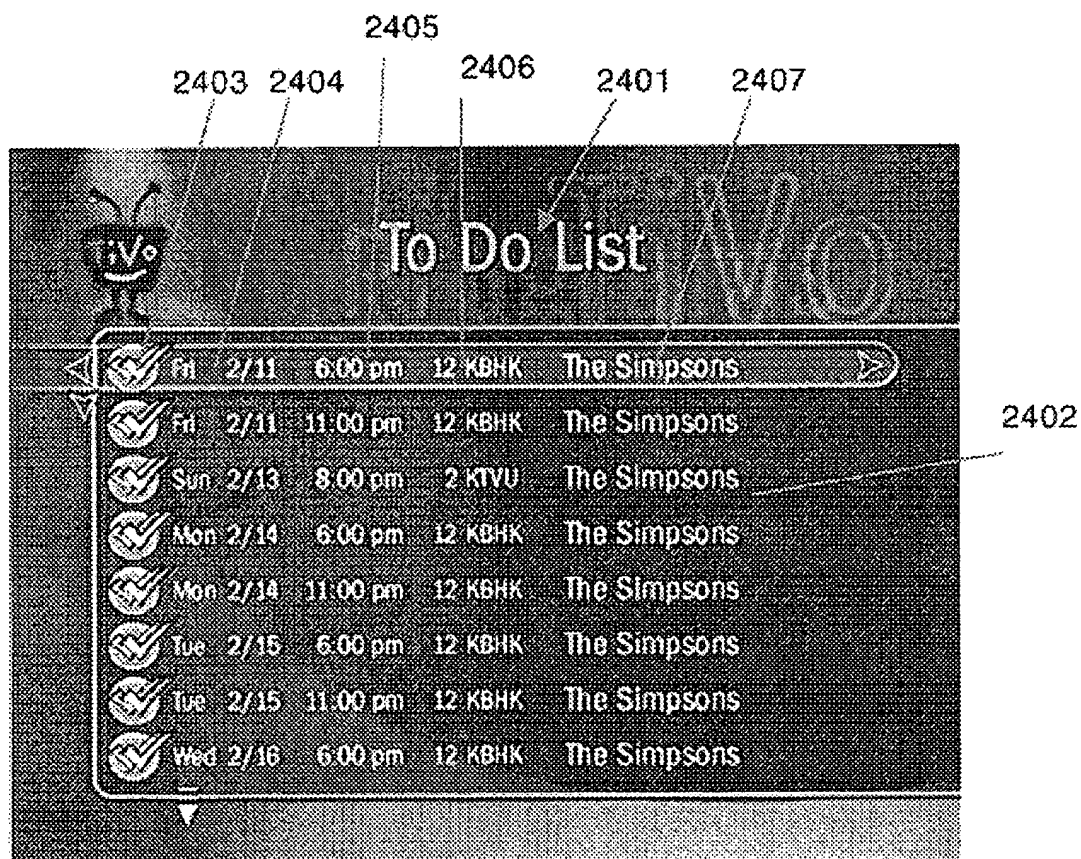 2405
2403 2404 2406 2401 2407
TiVo
TiVo
To Do List
Fri 2/11 6:00 pm 12 KBHK The Simpsons
Fri 2/11 11:00 pm 12 KBHK The Simpsons
2402
Sun 2/13 8:00 pm 2 KTVU The Simpsons
Mon 2/14 6:00 pm 12 KBHK The Simpsons
Mon 2/14 11:00 pm 12 KBHK The Simpsons
Tue 2/15 6:00 pm 12 KBHK The Simpsons
Tue 2/15 11:00 pm 12 KBHK The Simpsons
Wed 2/16 6:00 pm 12 KBHK The Simpsons